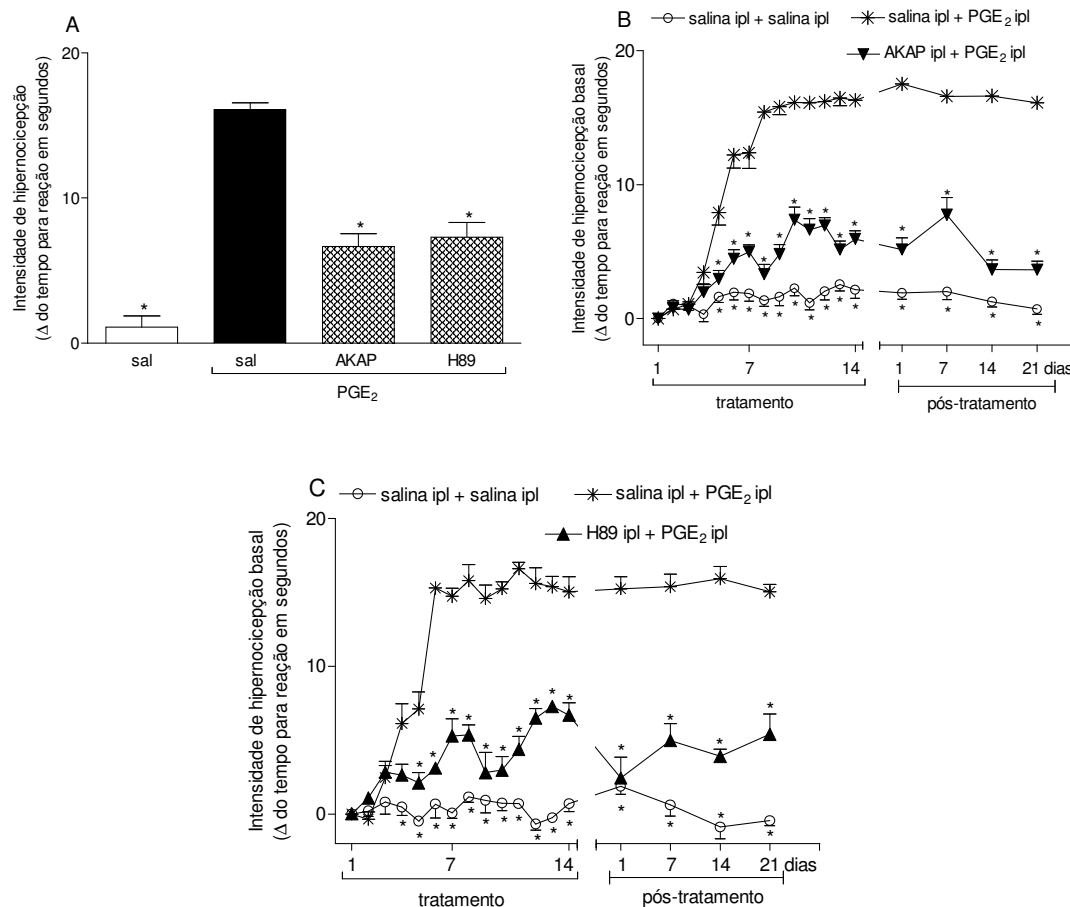 A
Intensidade de hipernocicepção
(Δ do tempo para reação em segundos)
20
10
0
*
*
*
sal
sal
AKAP
H89
PGE₂
B
salina ipl + salina ipl
salina ipl + PGE₂ ipl
AKAP ipl + PGE₂ ipl
Intensidade de hipernocicepção basal
(Δ do tempo para reação em segundos)
20
10
0
1
7
14
1
7
14
21 dias
tratamento
pós-tratamento
C
salina ipl + salina ipl
salina ipl + PGE₂ ipl
H89 ipl + PGE₂ ipl
Intensidade de hipernocicepção basal
(Δ do tempo para reação em segundos)
20
10
0
1
7
14
1
7
14
21 dias
tratamento
pós-tratamento